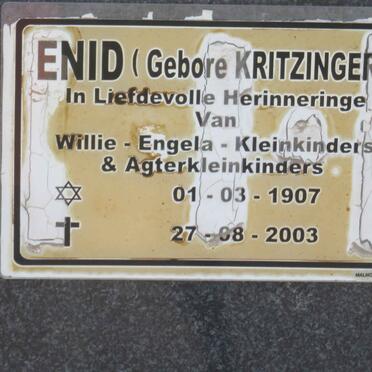 ENID ( Gebore KRITZINGER
In Liefdevolle Herinneringe
Van
Willie - Engela - Kleinkinders
& Agterkleinkinders
01 - 03 - 1907
27 - 08 - 2003